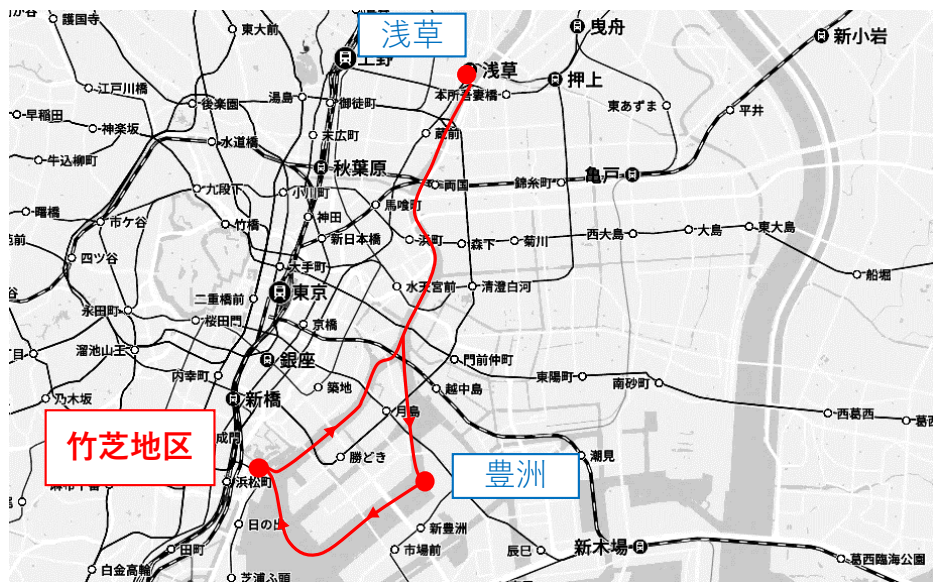 護国寺
東大前
浅草
上野
曳舟
新小岩
浅草
押上
江戸川橋
後楽園
湯島
御徒町
本所吾妻橋
東あずま
平井
早稲田
神楽坂
水道橋
末広町
蔵前
牛込柳町
秋葉原
九段下
小川町
両国
錦糸町
亀戸
馬喰町
曙橋
市ケ谷
竹橋
神田
新日本橋
浜町
森下
菊川
西大島
大島
東大島
四ツ谷
大手町
船堀
水天宮前
清澄白河
東京
二重橋前
永田町
桜田門
京橋
溜池山王
銀座
門前仲町
内幸町
築地
越中島
東陽町
南砂町
乃木坂
新橋
月島
西葛西
竹芝地区
勝どき
豊洲
潮見
浜松町
日の出
新豊洲
田町
市場前
辰巳
新木場
葛西臨海公園
白金高輪
芝浦ふ頭